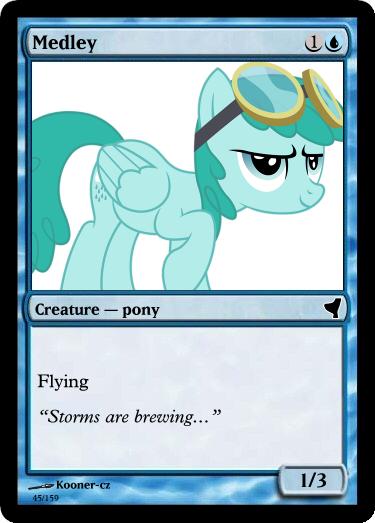 Medley 1
Creature — pony
Flying
“Storms are brewing…”
Kooner-cz
1/3
45/159